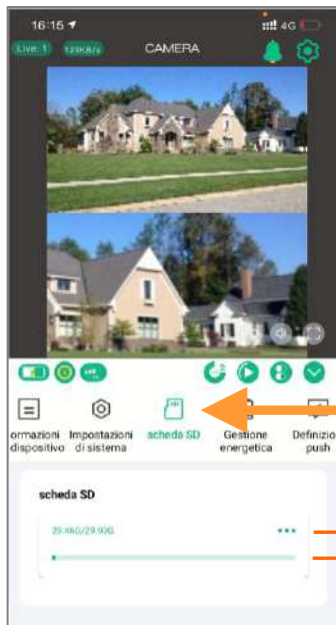 16:15
4G
Live: 1
CAMERA
ormazioni
dispositivo
Impostazioni
di sistema
scheda SD
Gestione
energetica
Definizio
push
scheda SD
29.46G/29.93G